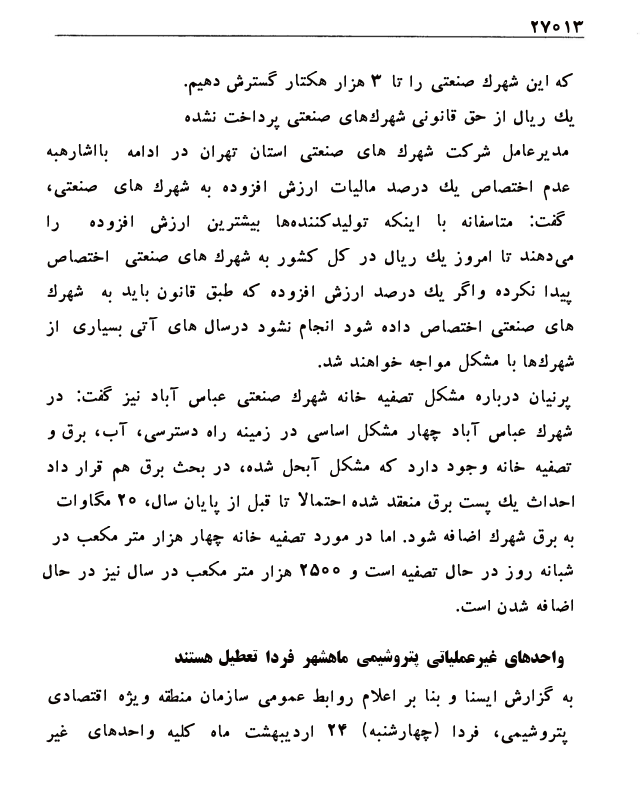 ۲۷۰۱۳
که این شهرك صنعتی را تا ۳ هزار هکتار گسترش دهیم.
یك ریال از حق قانونی شهرك‌های صنعتی پرداخت نشده
مدیرعامل شرکت شهرك های صنعتی استان تهران در ادامه بااشارهبه
عدم اختصاص یك درصد مالیات ارزش افزوده به شهرك های صنعتی،
گفت: متاسفانه با اینکه تولیدکننده‌ها بیشترین ارزش افزوده را
می‌دهند تا امروز یك ریال در کل کشور به شهرك های صنعتی اختصاص
پیدا نکرده واگر یك درصد ارزش افزوده که طبق قانون باید به شهرك
های صنعتی اختصاص داده شود انجام نشود درسال های آتی بسیاری از
شهرك‌ها با مشکل مواجه خواهند شد.
پرنیان درباره مشکل تصفیه خانه شهرك صنعتی عباس آباد نیز گفت: در
شهرك عباس آباد چهار مشکل اساسی در زمینه راه دسترسی، آب، برق و
تصفیه خانه وجود دارد که مشکل آبحل شده، در بحث برق هم قرار داد
احداث یك پست برق منعقد شده احتمالا تا قبل از پایان سال، ۲۰ مگاوات
به برق شهرك اضافه شود. اما در مورد تصفیه خانه چهار هزار متر مکعب در
شبانه روز در حال تصفیه است و ۲۵۰۰ هزار متر مکعب در سال نیز در حال
اضافه شدن است.
واحدهای غیرعملیاتی پتروشیمی ماهشهر فردا تعطیل هستند
به گزارش ایسنا و بنا بر اعلام روابط عمومی سازمان منطقه ویژه اقتصادی
پتروشیمی، فردا (چهارشنبه) ۲۴ اردیبهشت ماه کلیه واحدهای غیر